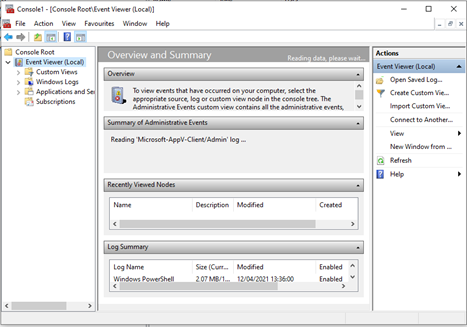 Console1 - [Console Root\Event Viewer (Local)]
File Action View Favourites Window Help
Console Root
Event Viewer (Local)
Custom Views
Windows Logs
Applications and Se
Subscriptions
Overview and Summary
Reading data, please wait...
Overview
To view events that have occurred on your computer, select the
appropriate source, log or custom view node in the console tree. The
Administrative Events custom view contains all the administrative events,
Summary of Administrative Events
Reading 'Microsoft-AppV-Client/Admin' log ...
Recently Viewed Nodes
Name Description Modified Created
Log Summary
Log Name Size (Curr... Modified Enabled
Windows PowerShell 2.07 MB/1... 12/04/2021 13:36:00 Enabled
Actions
Event Viewer (Local)
Open Saved Log...
Create Custom Vie...
Import Custom Vie...
Connect to Another...
View
New Window from ...
Refresh
Help